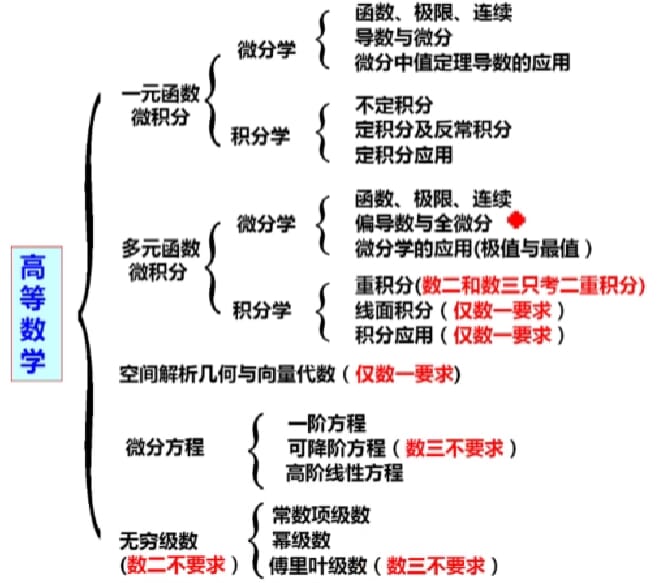 高等数学
一元函数
微积分
微分学
函数、极限、连续
导数与微分
微分中值定理导数的应用
积分学
不定积分
定积分及反常积分
定积分应用
多元函数
微积分
微分学
函数、极限、连续
偏导数与全微分
微分学的应用(极值与最值)
积分学
重积分(数二和数三只考二重积分)
线面积分(仅数一要求)
积分应用(仅数一要求)
空间解析几何与向量代数(仅数一要求)
微分方程
一阶方程
可降阶方程(数三不要求)
高阶线性方程
无穷级数
(数二不要求)
常数项级数
幂级数
傅里叶级数(数三不要求)